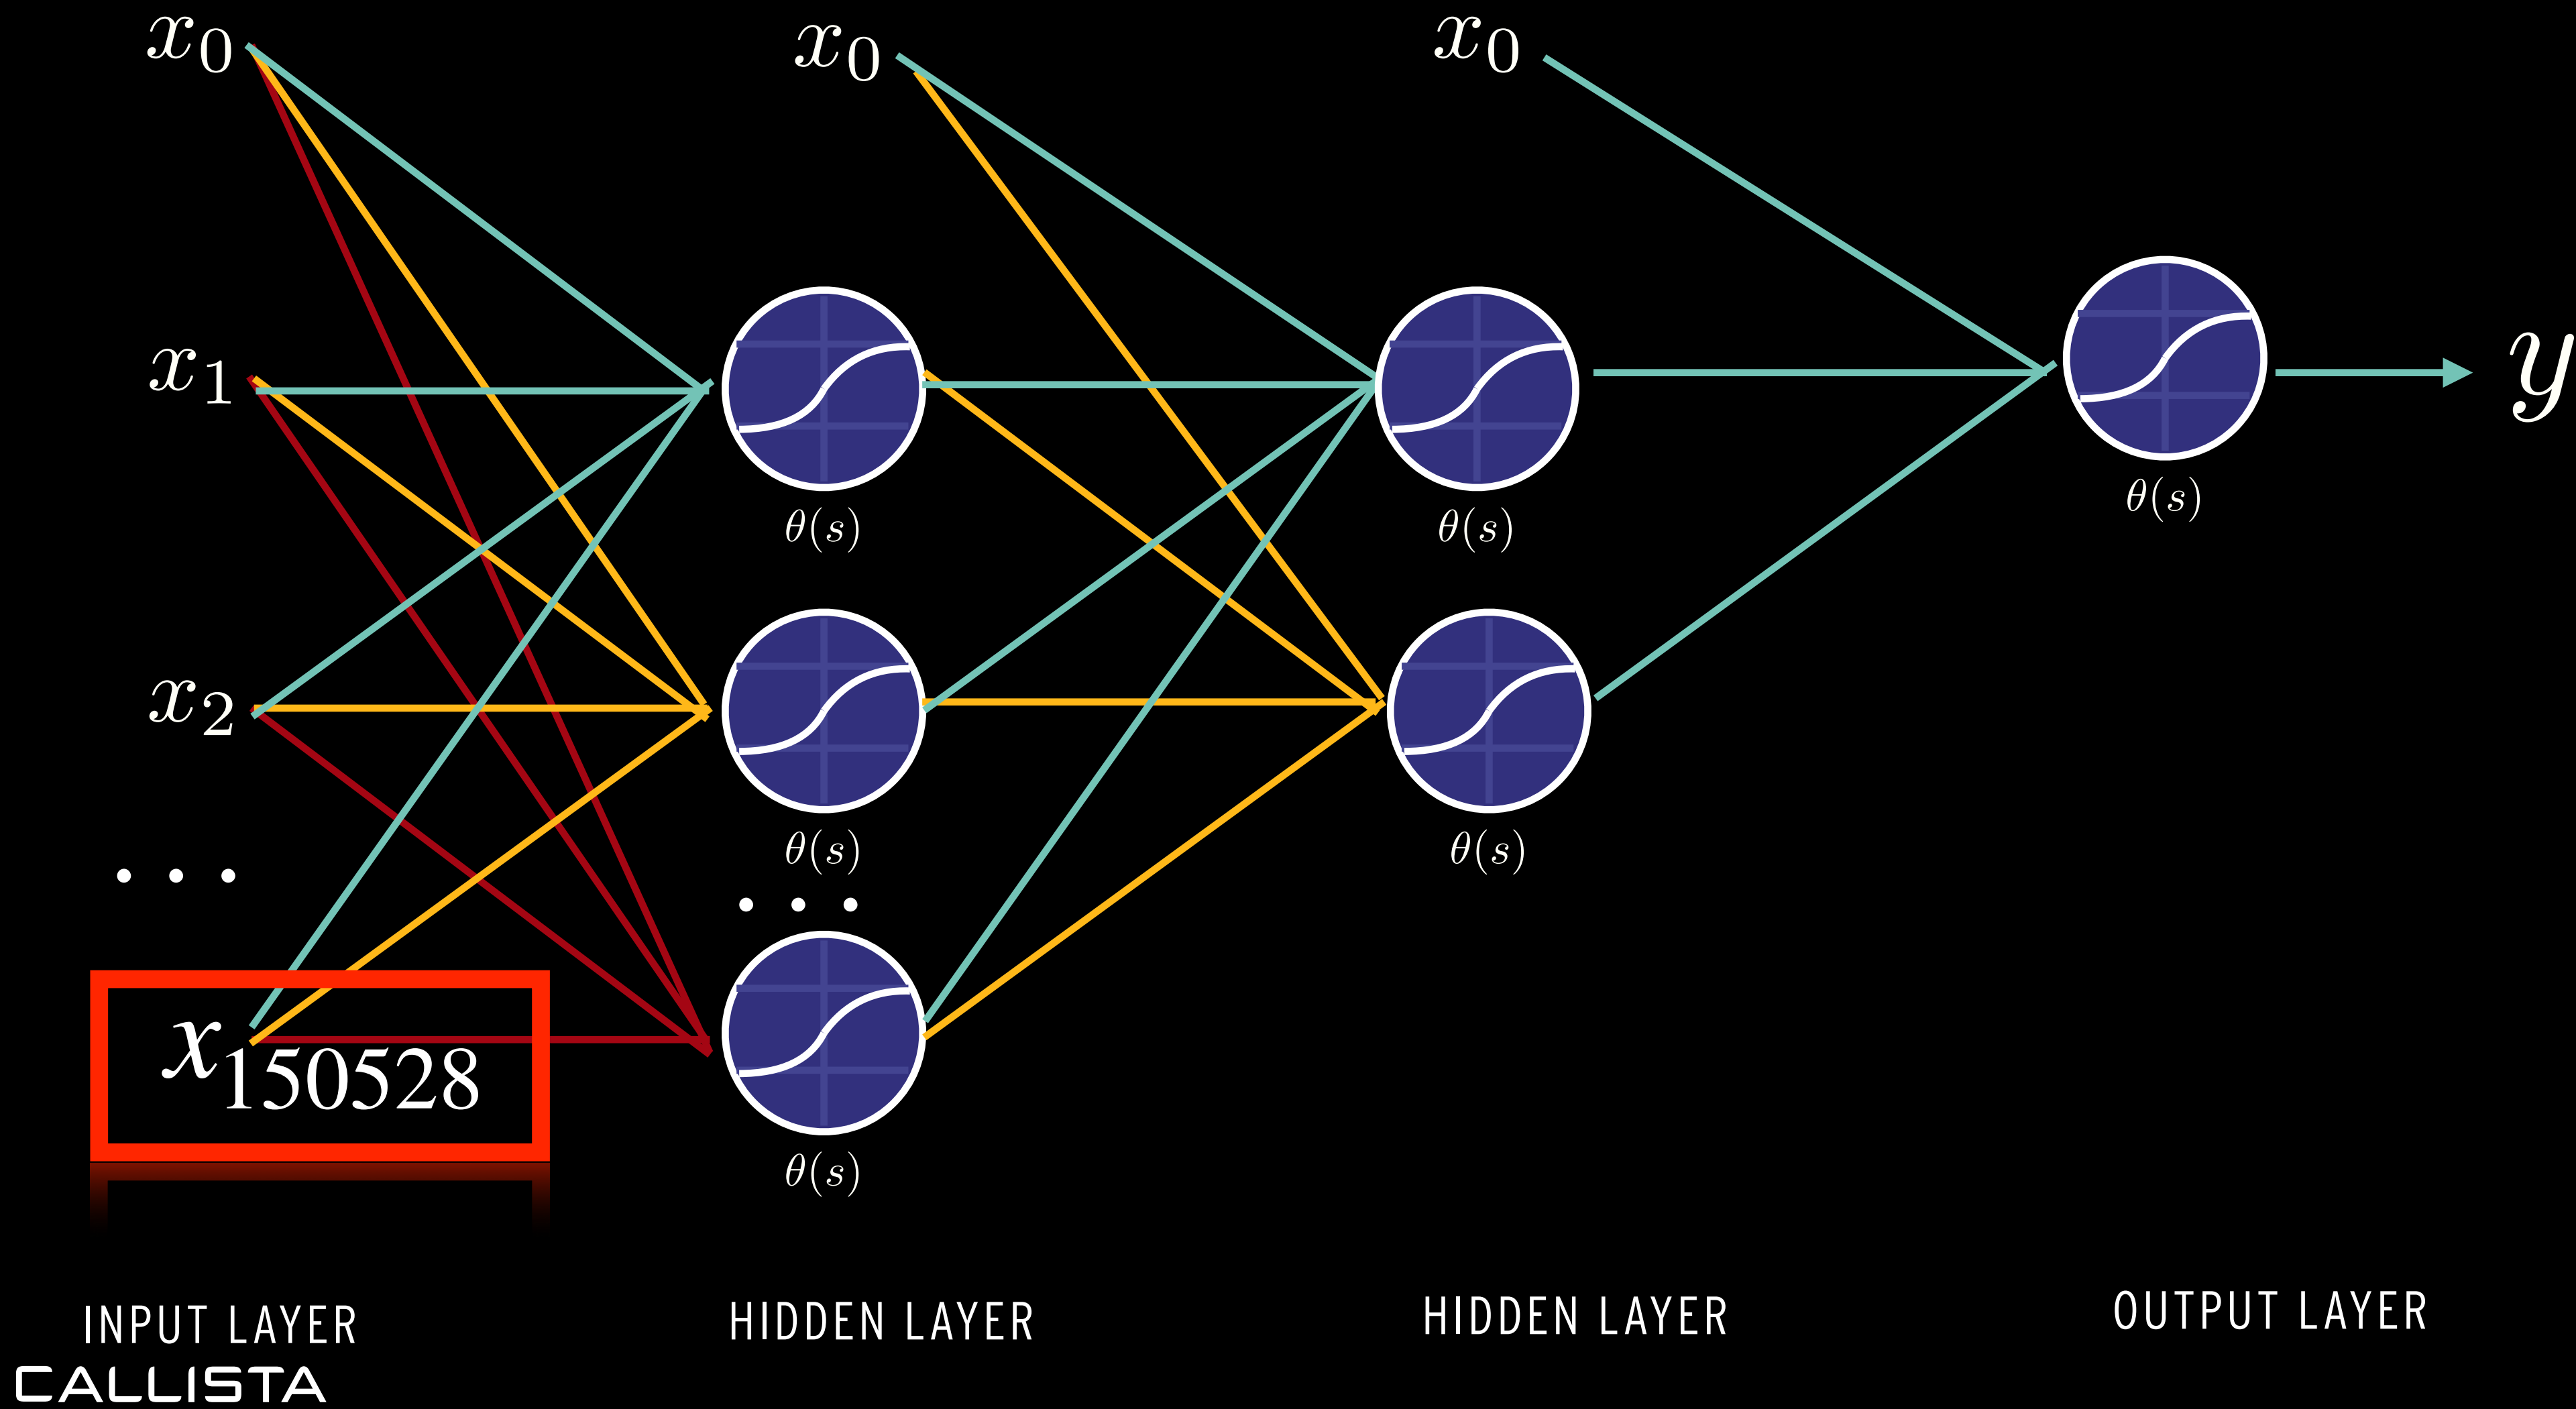 x0 x0 x0
x1
y
θ(s)
θ(s) θ(s)
x2
θ(s) θ(s)
. . .
. . .
x150528
θ(s)
INPUT LAYER HIDDEN LAYER HIDDEN LAYER OUTPUT LAYER
CALLISTA